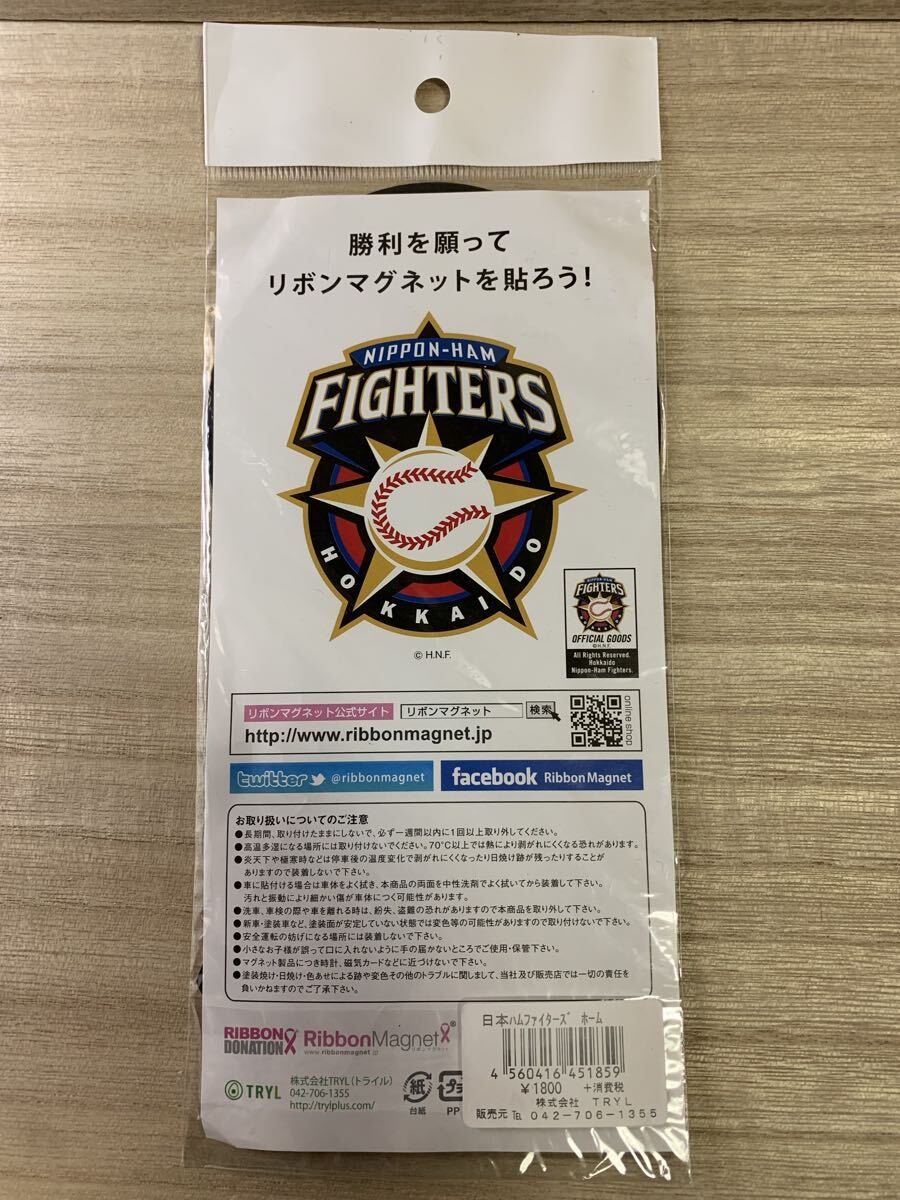 勝利を願って
リボンマグネットを貼ろう！
NIPPON-HAM
FIGHTERS
HOKKAIDO
© H.N.F.
NIPPON-HAM
FIGHTERS
OFFICIAL GOODS
©H.N.F.
All Rights Reserved.
Hokkaido
Nippon-Ham Fighters.
リボンマグネット公式サイト リボンマグネット 検索
http://www.ribbonmagnet.jp
online shop
twitter @ribbonmagnet facebook Ribbon Magnet
お取り扱いについてのご注意
●長期間、取り付けたままにしないで、必ず一週間以内に1回以上取り外してください。
●高温多湿になる場所には取り付けないでください。70℃以上では熱により剥がれにくくなる恐れがあります。
●炎天下や極寒時などは停車後の温度変化で剥がれにくくなったり日焼け跡が残ったりすることが
ありますので装着しないで下さい。
●車に貼付ける場合は車体をよく拭き、本商品の両面を中性洗剤でよく拭いてから装着して下さい。
汚れと振動により細かい傷が車体につく可能性があります。
●洗車、車検の際や車を離れる時は、紛失、盗難の恐れがありますので本商品を取り外して下さい。
●新車・塗装車など、塗装面が安定していない状態では変色等の可能性がありますので取り付けないで下さい。
●安全運転の妨げになる場所には装着しないで下さい。
●小さなお子様が誤って口に入れないように手の届かないところでご使用・保管下さい。
●マグネット製品につき時計、磁気カードなどに近づけないで下さい。
●塗装焼け・日焼け・色あせによる跡や変色その他のトラブルに関しまして、当社及び販売店では一切の責任を
負いかねますのでご了承下さい。
RIBBON
DONATION
RibbonMagnet®
www.ribbonmagnet.jp リボンマグネット
TRYL
株式会社TRYL（トライル）
042-706-1355
http://trylplus.com/
紙
台紙
プラ
PP
日本ハムファイターズ ホーム
4 560416 451859
¥1800 +消費税
株式会社 TRYL
販売元 ℡ 042-706-1355